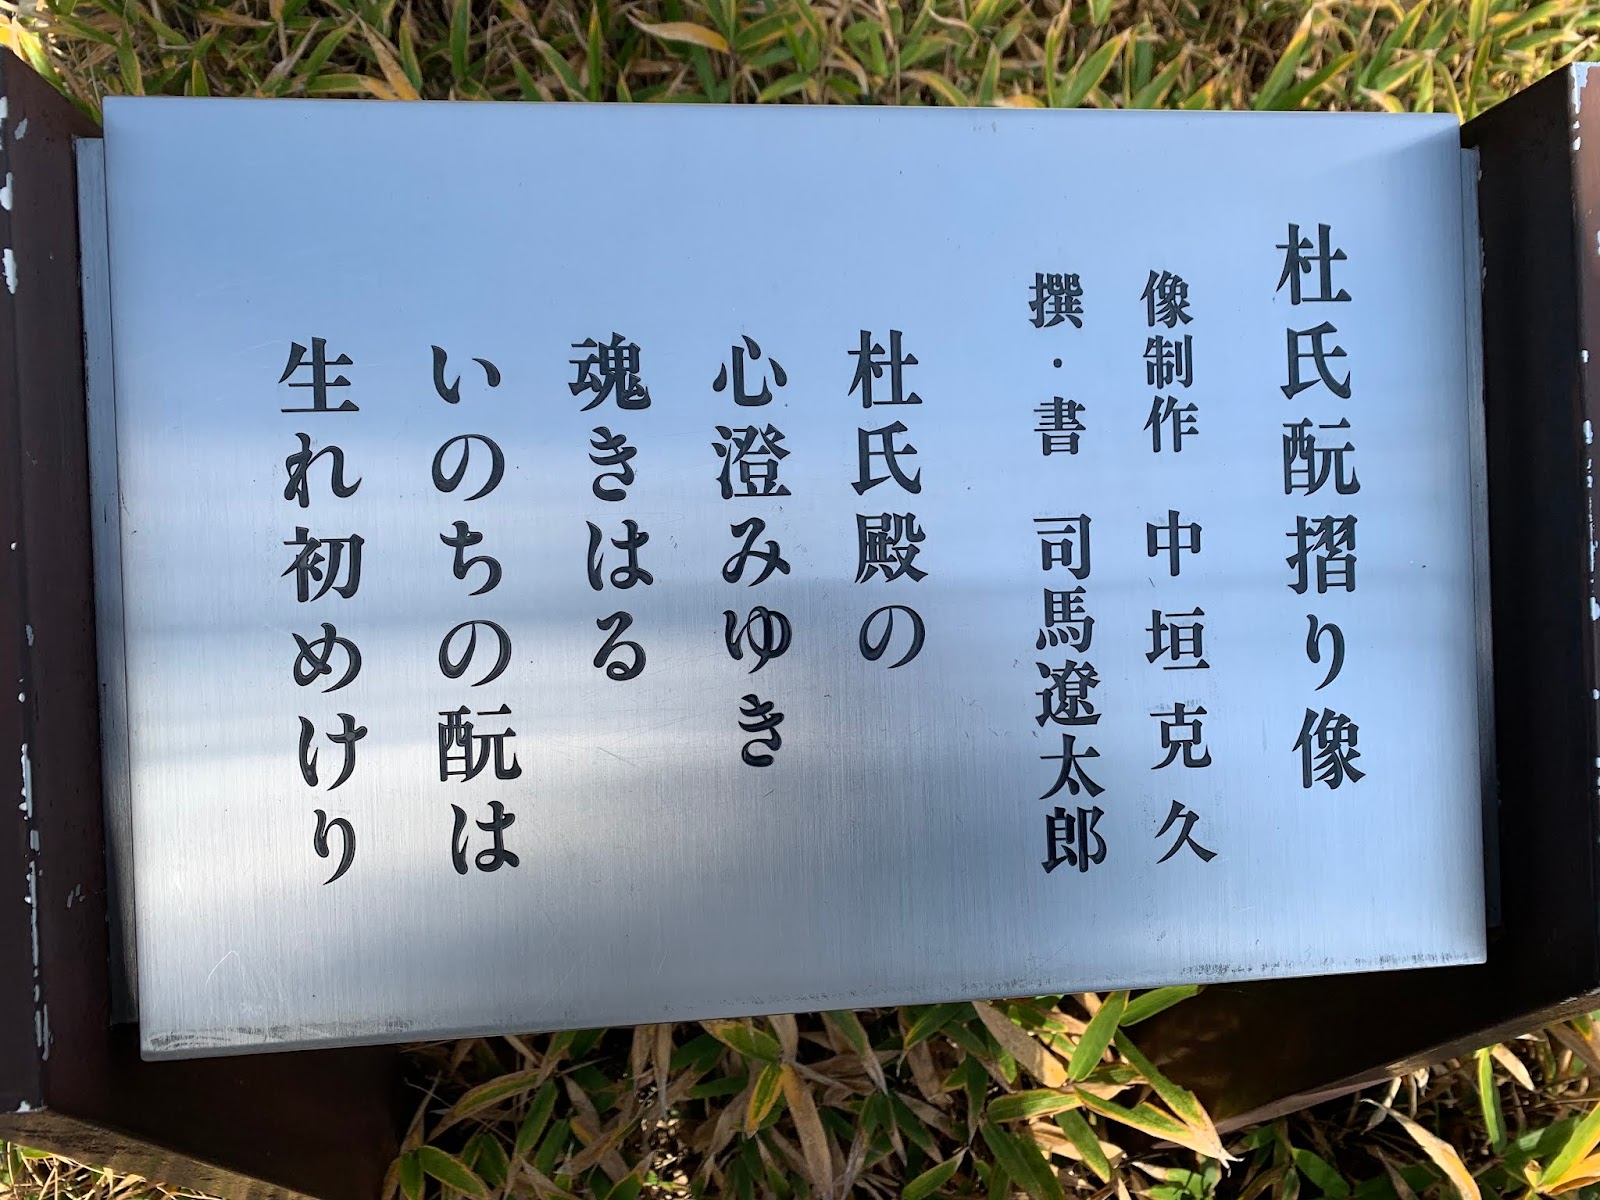 杜氏酛摺り像
像制作 中垣克久
撰・書 司馬遼太郎
杜氏殿の
心澄みゆき
魂きはる
いのちの酛は
生れ初めけり